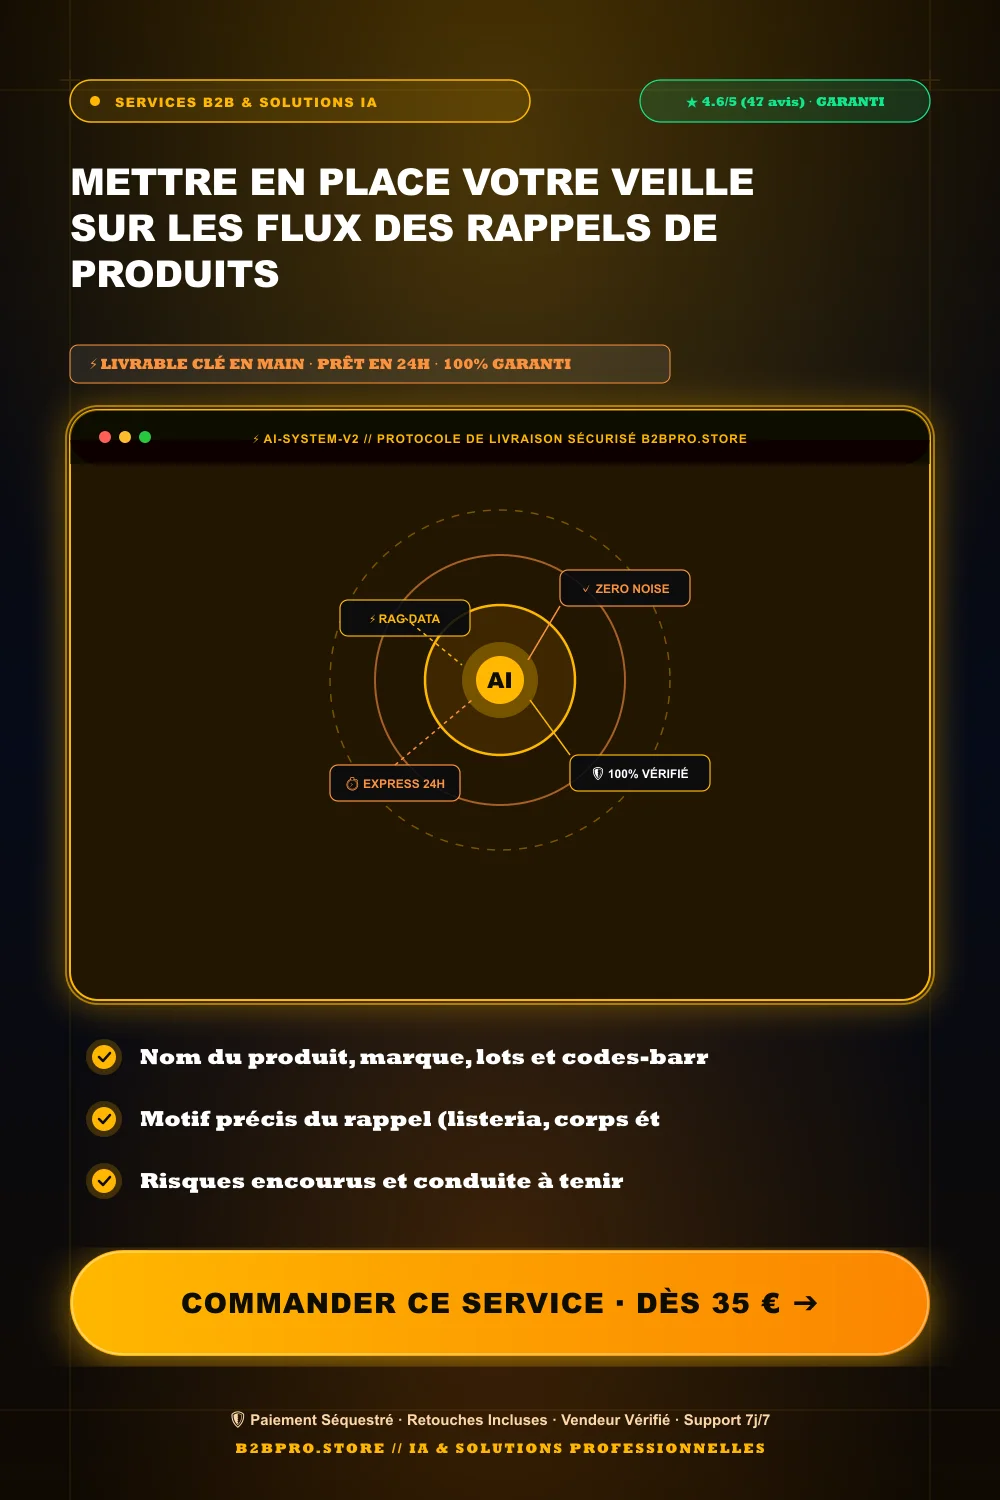 SERVICES B2B & SOLUTIONS IA
★ 4.6/5 (47 avis) · GARANTI
METTRE EN PLACE VOTRE VEILLE
SUR LES FLUX DES RAPPELS DE
PRODUITS
⚡ LIVRABLE CLÉ EN MAIN · PRÊT EN 24H · 100% GARANTI
⚡ AI-SYSTEM-V2 // PROTOCOLE DE LIVRAISON SÉCURISÉ B2BPRO.STORE
✓ ZERO NOISE
⚡ RAG DATA
AI
⏱ EXPRESS 24H
🛡 100% VÉRIFIÉ
Nom du produit, marque, lots et codes-barr
Motif précis du rappel (listeria, corps ét
Risques encourus et conduite à tenir
COMMANDER CE SERVICE · DÈS 35 € →
🛡 Paiement Séquestré · Retouches Incluses · Vendeur Vérifié · Support 7j/7
B2BPRO.STORE // IA & SOLUTIONS PROFESSIONNELLES